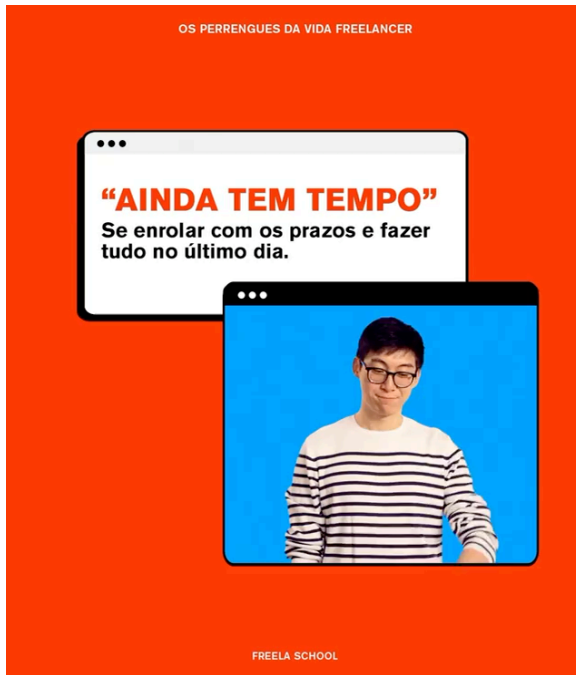 OS PERRENGUES DA VIDA FREELANCER
“AINDA TEM TEMPO”
Se enrolar com os prazos e fazer
tudo no último dia.
FREELA SCHOOL